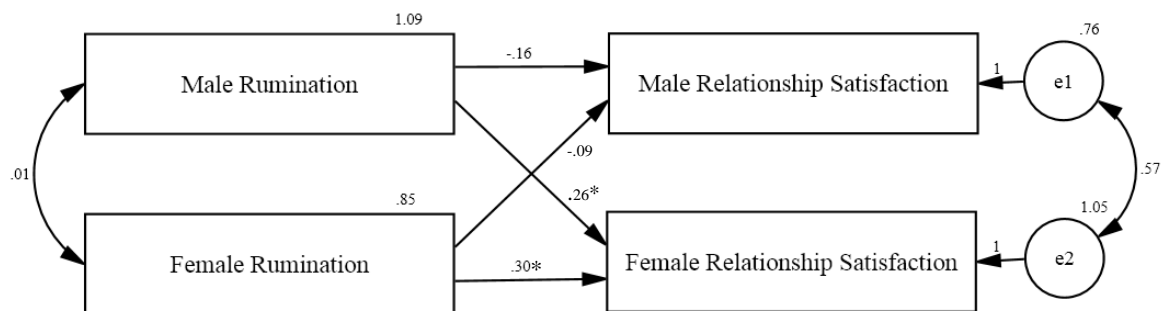 1.09
.76
Male Rumination
-.16
Male Relationship Satisfaction
1
e1
-.09
.01
.57
.26*
.85
1.05
Female Rumination
.30*
Female Relationship Satisfaction
1
e2